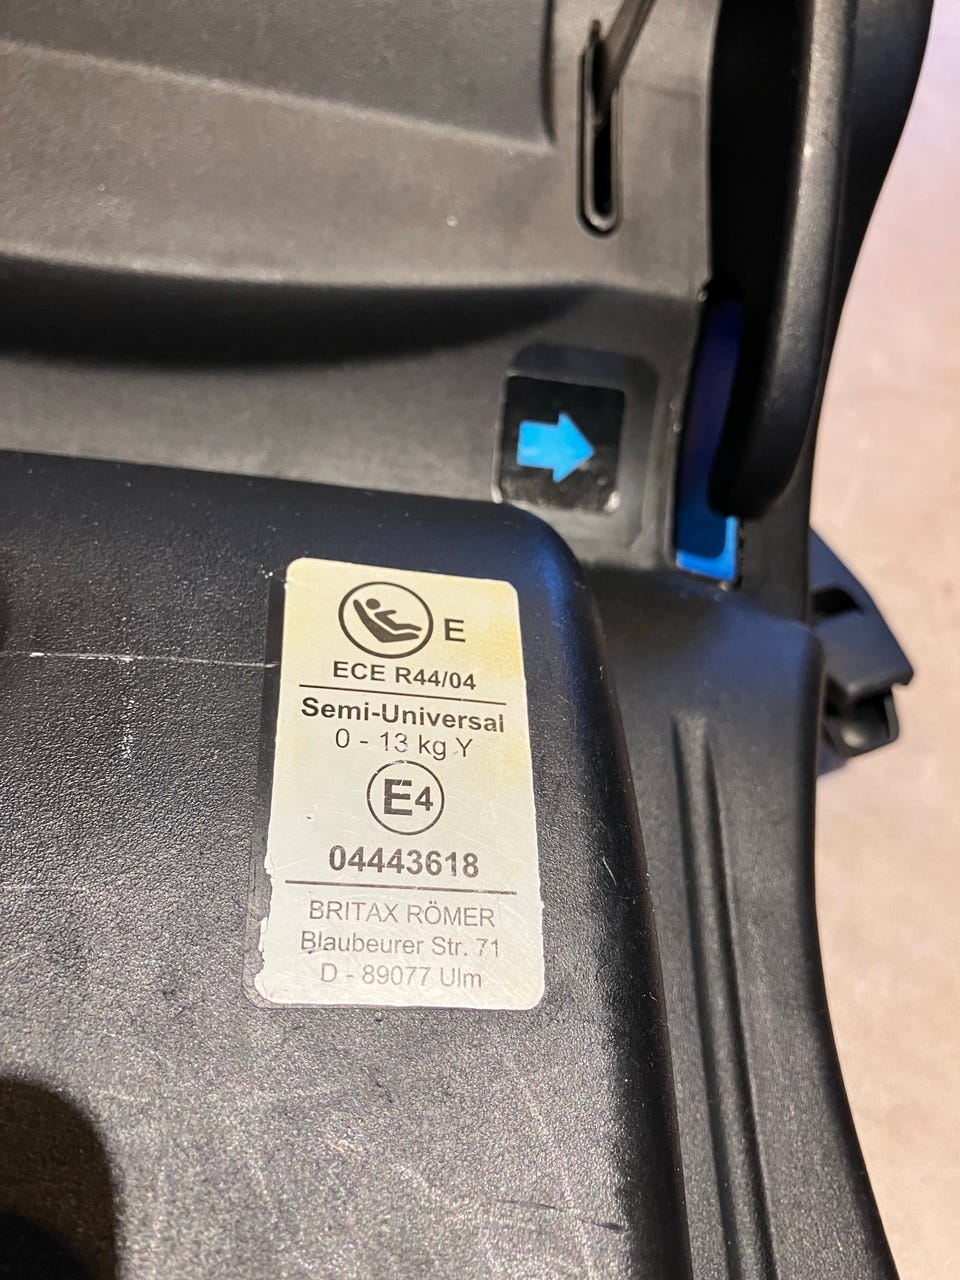 E
ECE R44/04
Semi-Universal
0 - 13 kg Y
E4
04443618
BRITAX RÖMER
Blaubeurer Str. 71
D - 89077 Ulm